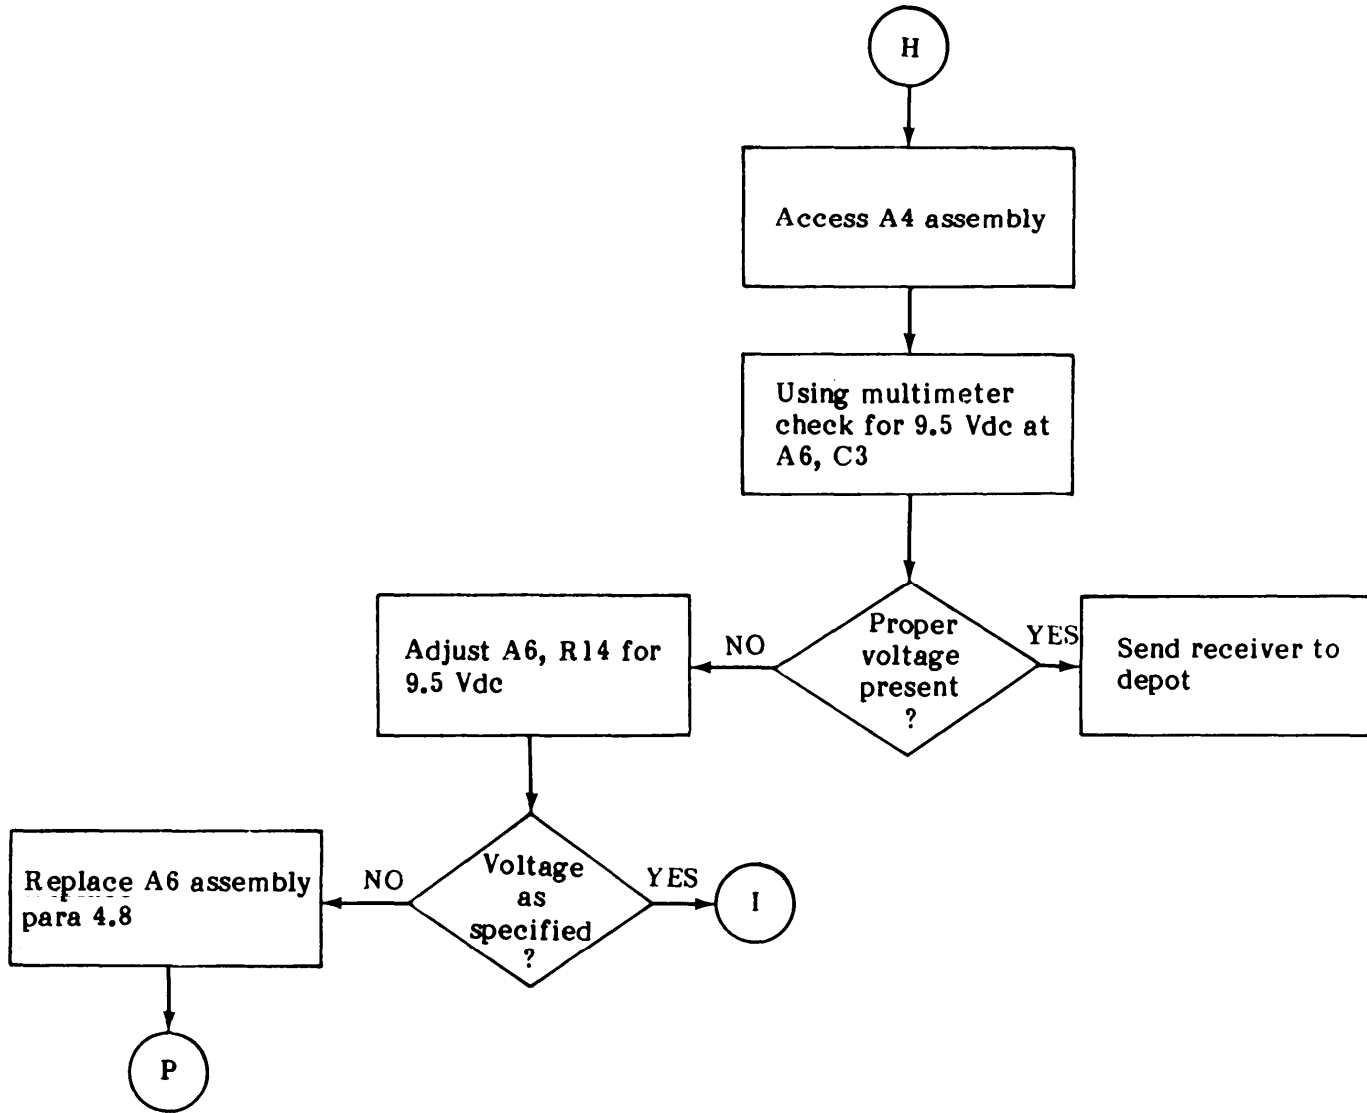 H
Access A4 assembly
Using multimeter
check for 9.5 Vdc at
A6, C3
Proper
voltage
present
?
NO
YES
Adjust A6, R14 for
9.5 Vdc
Send receiver to
depot
Voltage
as
specified
?
NO
YES
Replace A6 assembly
para 4.8
I
P